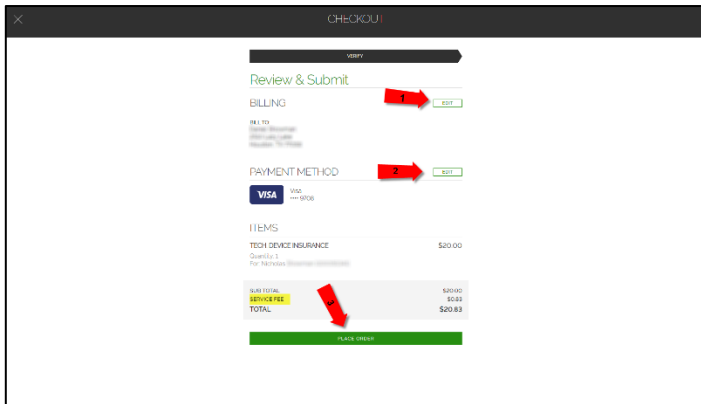 CHECKOUT
VERIFY
Review & Submit
BILLING
1
EDIT
BILL TO
PAYMENT METHOD
2
EDIT
VISA
Visa
•••• 9708
ITEMS
TECH DEVICE INSURANCE $20.00
Quantity: 1
For: Nicholas
SUB TOTAL $20.00
SERVICE FEE $0.83
3
TOTAL $20.83
PLACE ORDER